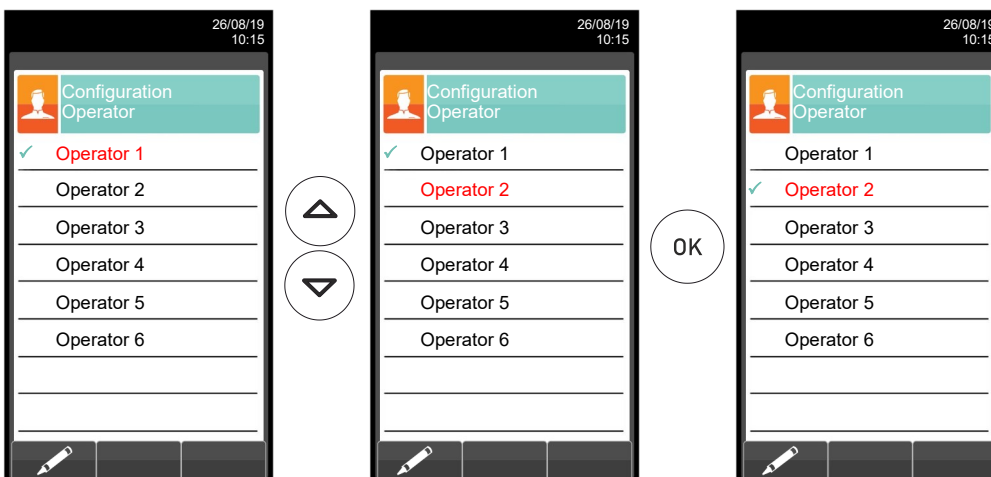 26/08/19
10:15
Configuration
Operator
Operator 1
Operator 2
Operator 3
Operator 4
Operator 5
Operator 6
26/08/19
10:15
Configuration
Operator
Operator 1
Operator 2
Operator 3
Operator 4
Operator 5
Operator 6
OK
26/08/19
10:15
Configuration
Operator
Operator 1
Operator 2
Operator 3
Operator 4
Operator 5
Operator 6